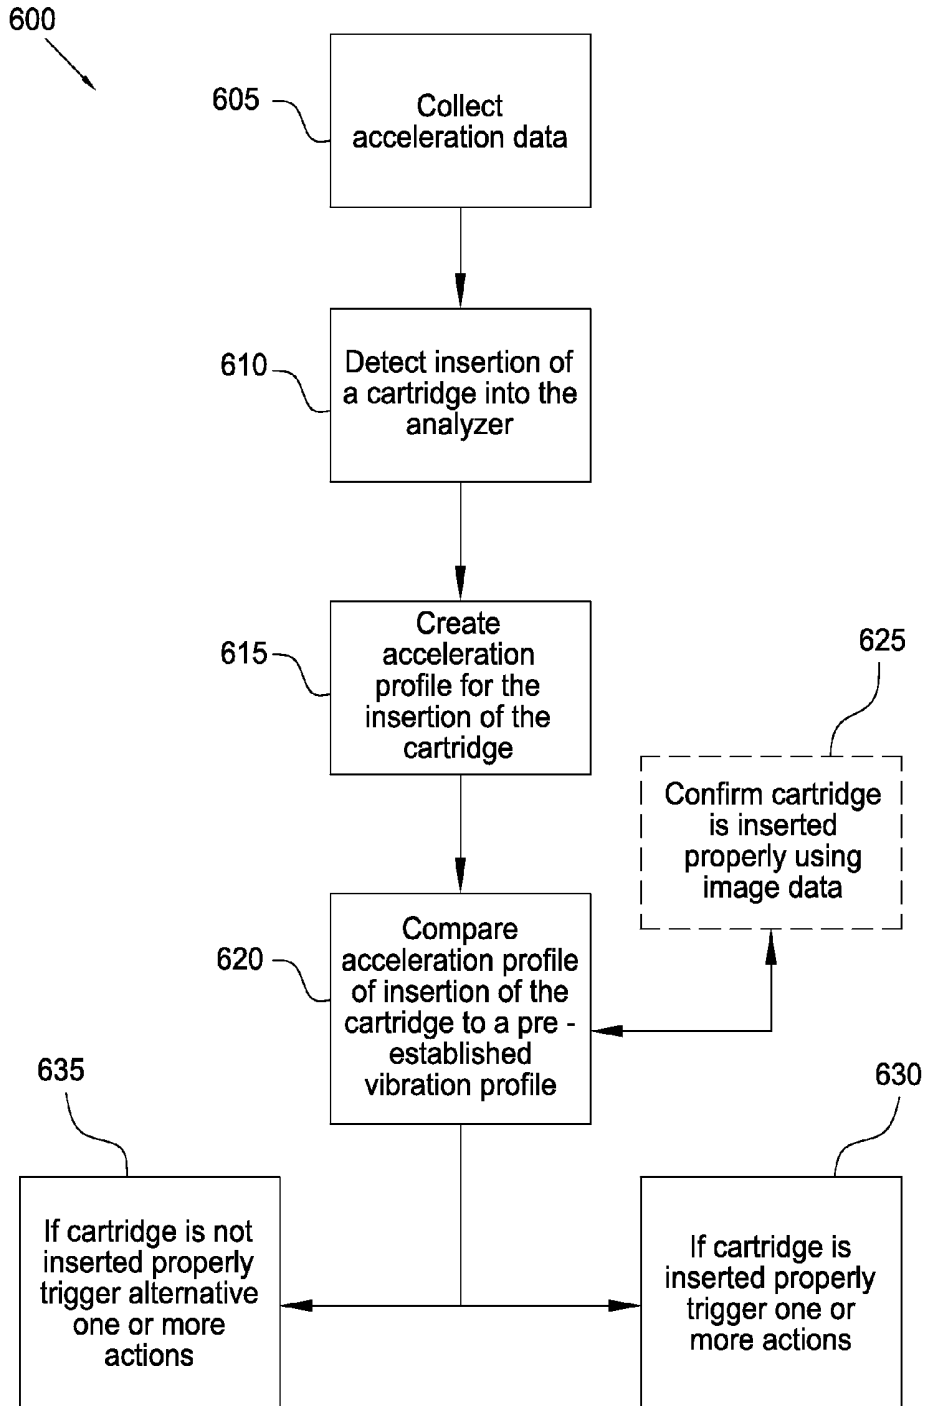 600
605
Collect
acceleration data
610
Detect insertion of
a cartridge into the
analyzer
615
Create
acceleration
profile for the
insertion of the
cartridge
625
Confirm cartridge
is inserted
properly using
image data
620
Compare
acceleration profile
of insertion of the
cartridge to a pre -
established
vibration profile
635
If cartridge is not
inserted properly
trigger alternative
one or more
actions
630
If cartridge is
inserted properly
trigger one or
more actions